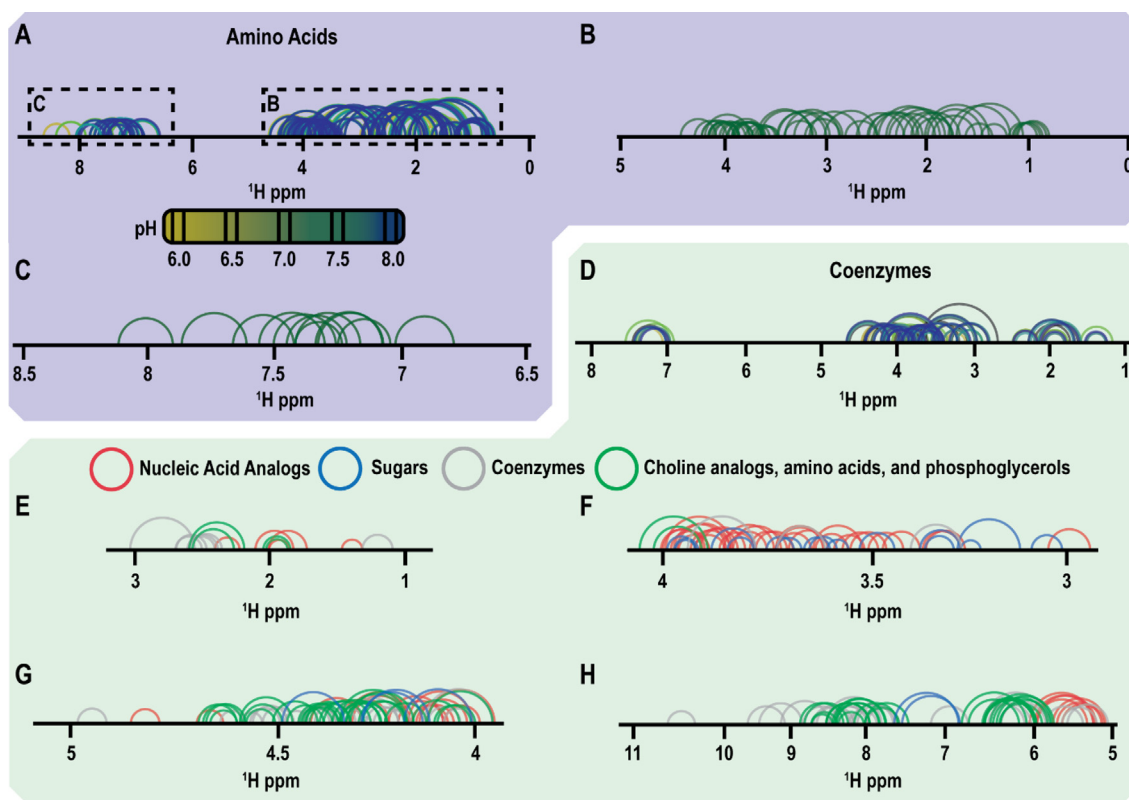 A
Amino Acids
B
C
B
8
6
4
2
0
¹H ppm
5
4
3
2
1
0
¹H ppm
pH
6.0
6.5
7.0
7.5
8.0
C
8.5
8
7.5
7
6.5
¹H ppm
D
Coenzymes
8
7
6
5
4
3
2
1
¹H ppm
Nucleic Acid Analogs
Sugars
Coenzymes
Choline analogs, amino acids, and phosphoglycerols
E
3
2
1
¹H ppm
F
4
3.5
3
¹H ppm
G
5
4.5
4
¹H ppm
H
11
10
9
8
7
6
5
¹H ppm